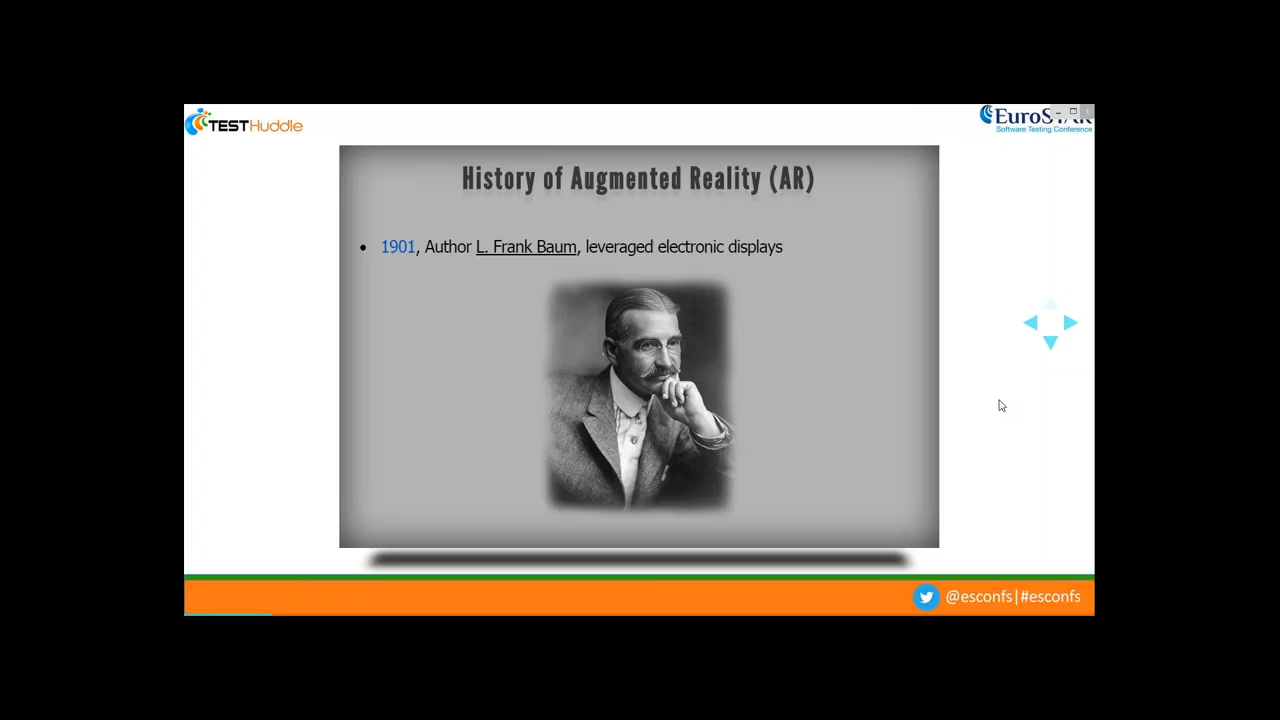 TESTHuddle
EuroSTAR
Software Testing Conference
History of Augmented Reality (AR)
• 1901, Author L. Frank Baum, leveraged electronic displays
@esconfs|#esconfs